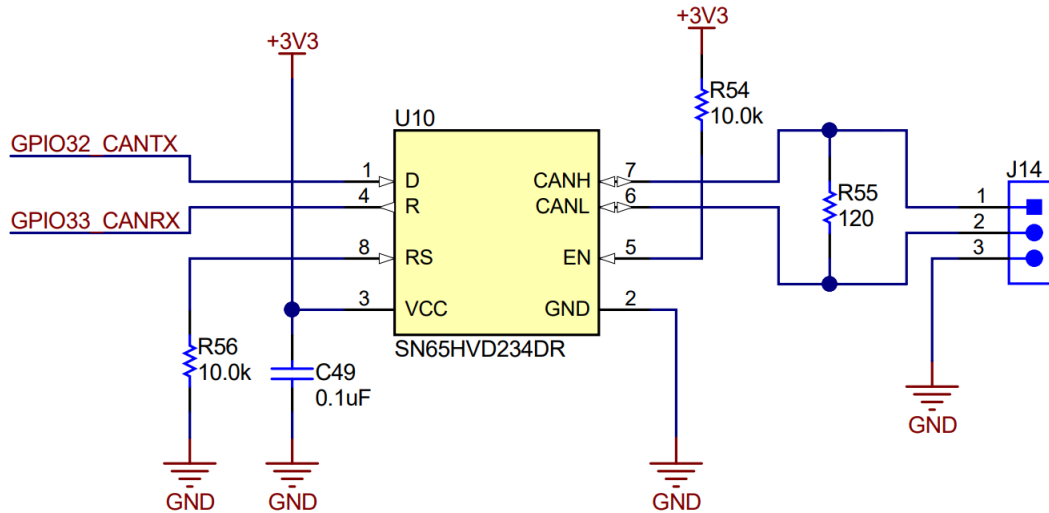 +3V3
+3V3
R54
10.0k
U10
GPIO32_CANTX
1
D
CANH
7
J14
GPIO33_CANRX
4
R
CANL
6
R55
120
1
2
3
8
RS
EN
5
3
VCC
GND
2
SN65HVD234DR
R56
10.0k
C49
0.1uF
GND
GND
GND
GND